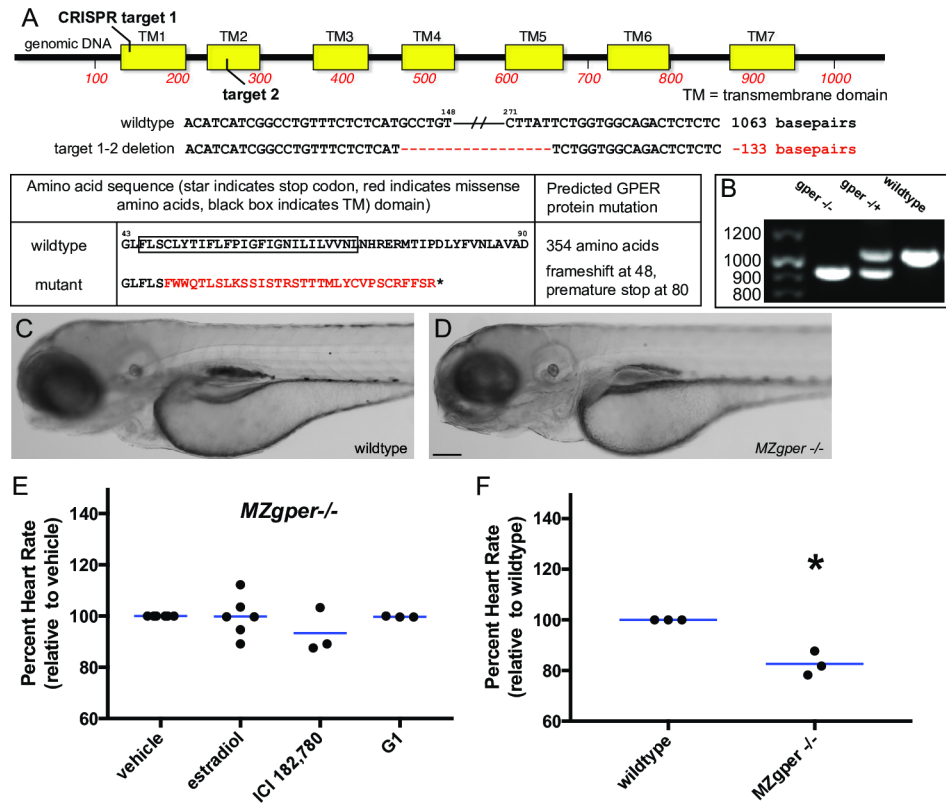 A
CRISPR target 1
genomic DNA
TM1 TM2 TM3 TM4 TM5 TM6 TM7
100 200 300 400 500 600 700 800 900 1000
target 2
TM = transmembrane domain
148 271
wildtype ACATCATCGGCCTGTTTCTCTCATGCCTGT—//—CTTATTCTGGTGGCAGACTCTCTC 1063 basepairs
target 1-2 deletion ACATCATCGGCCTGTTTCTCTCAT----------------TCTGGTGGCAGACTCTCTC -133 basepairs
Amino acid sequence (star indicates stop codon, red indicates missense
amino acids, black box indicates TM) domain)
Predicted GPER
protein mutation
43 90
wildtype GLFLSCLYTIFLFPIGFIGNILILVVNLNHRERMTIPDLYFVNLAVAD 354 amino acids
mutant GLFLSFWWQTLSLKSSISTRSTTTMLYCVPSCRFFSR*
frameshift at 48,
premature stop at 80
B
gper -/- gper -/+ wildtype
1200
1000
900
800
C
wildtype
D
MZgper -/-
E
MZgper-/-
Percent Heart Rate
(relative to vehicle)
140
120
100
80
60
vehicle estradiol ICI 182,780 G1
F
Percent Heart Rate
(relative to wildtype)
140
120
100
80
60
*
wildtype MZgper -/-